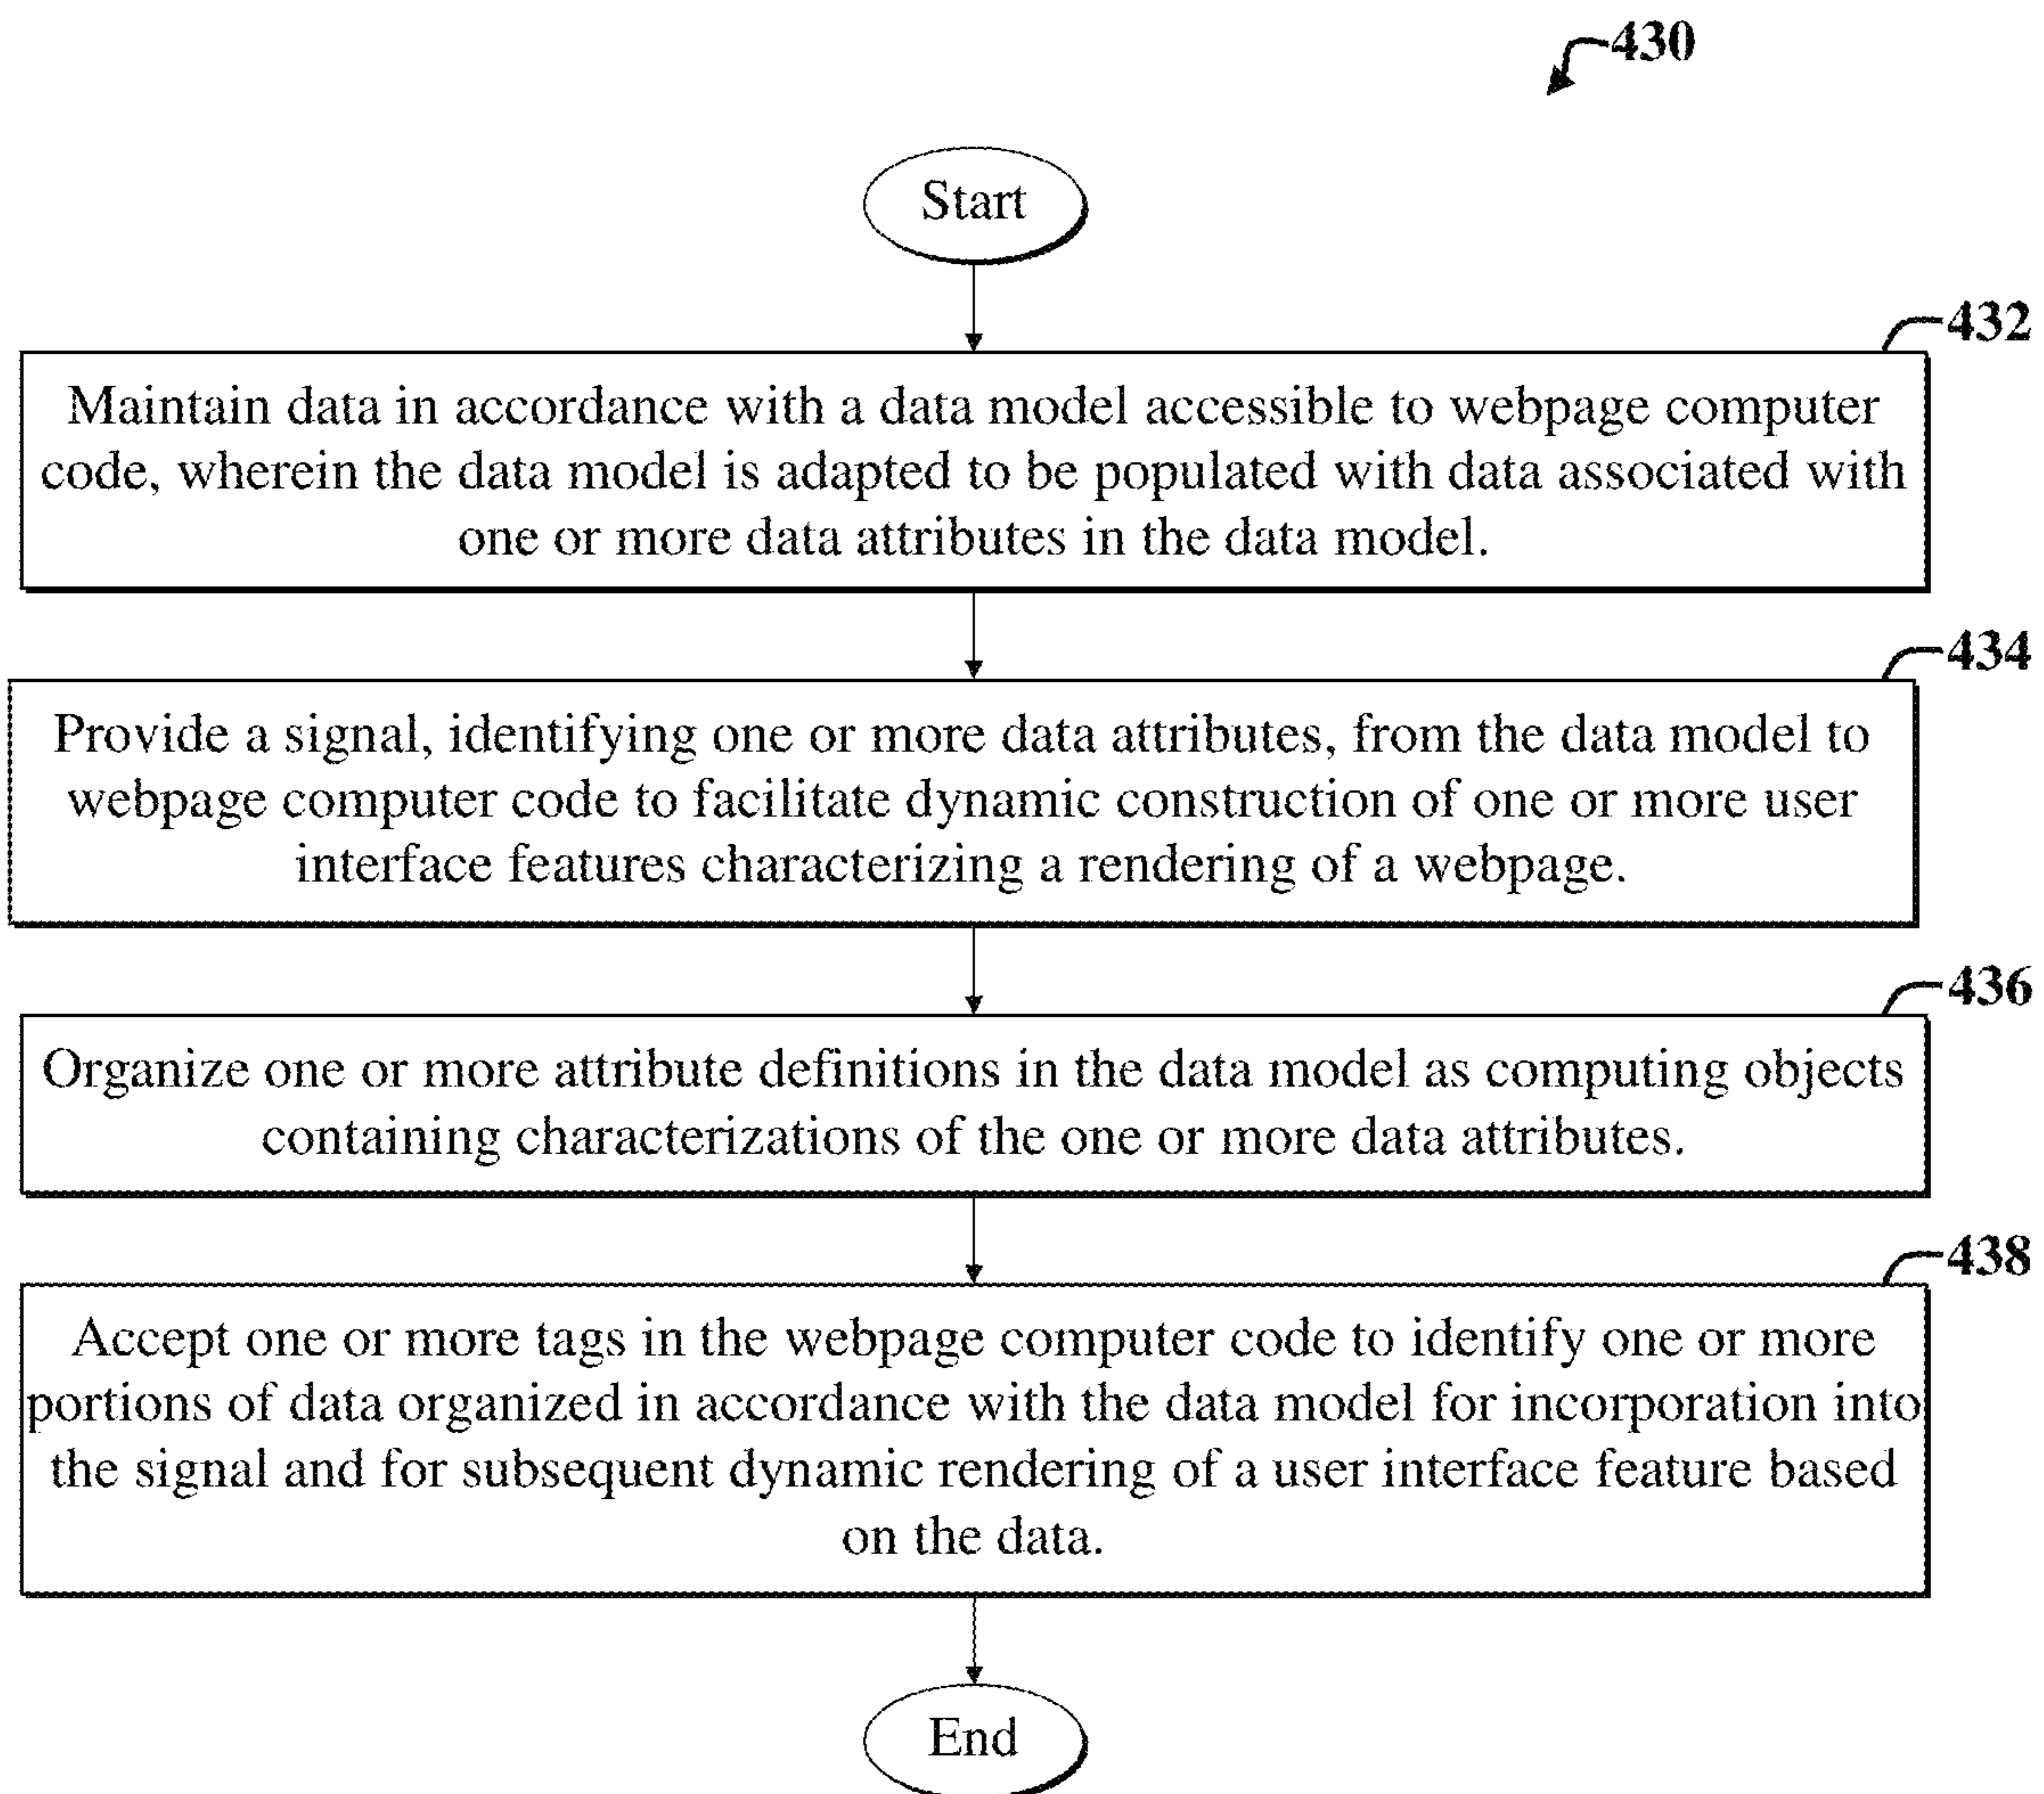 430
Start
432
Maintain data in accordance with a data model accessible to webpage computer
code, wherein the data model is adapted to be populated with data associated with
one or more data attributes in the data model.
434
Provide a signal, identifying one or more data attributes, from the data model to
webpage computer code to facilitate dynamic construction of one or more user
interface features characterizing a rendering of a webpage.
436
Organize one or more attribute definitions in the data model as computing objects
containing characterizations of the one or more data attributes.
438
Accept one or more tags in the webpage computer code to identify one or more
portions of data organized in accordance with the data model for incorporation into
the signal and for subsequent dynamic rendering of a user interface feature based
on the data.
End